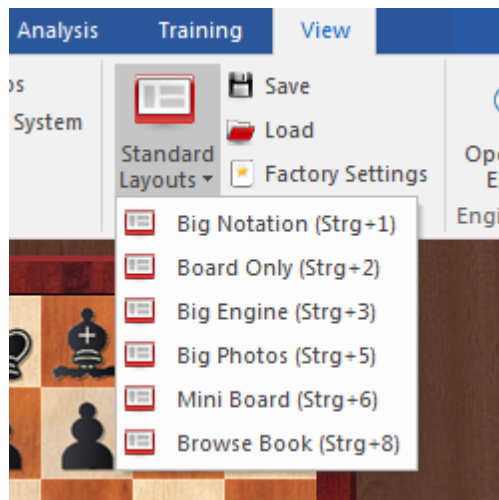 Analysis Training View
System
Save
Load
Standard
Layouts
Factory Settings
Big Notation (Strg+1)
Board Only (Strg+2)
Big Engine (Strg+3)
Big Photos (Strg+5)
Mini Board (Strg+6)
Browse Book (Strg+8)